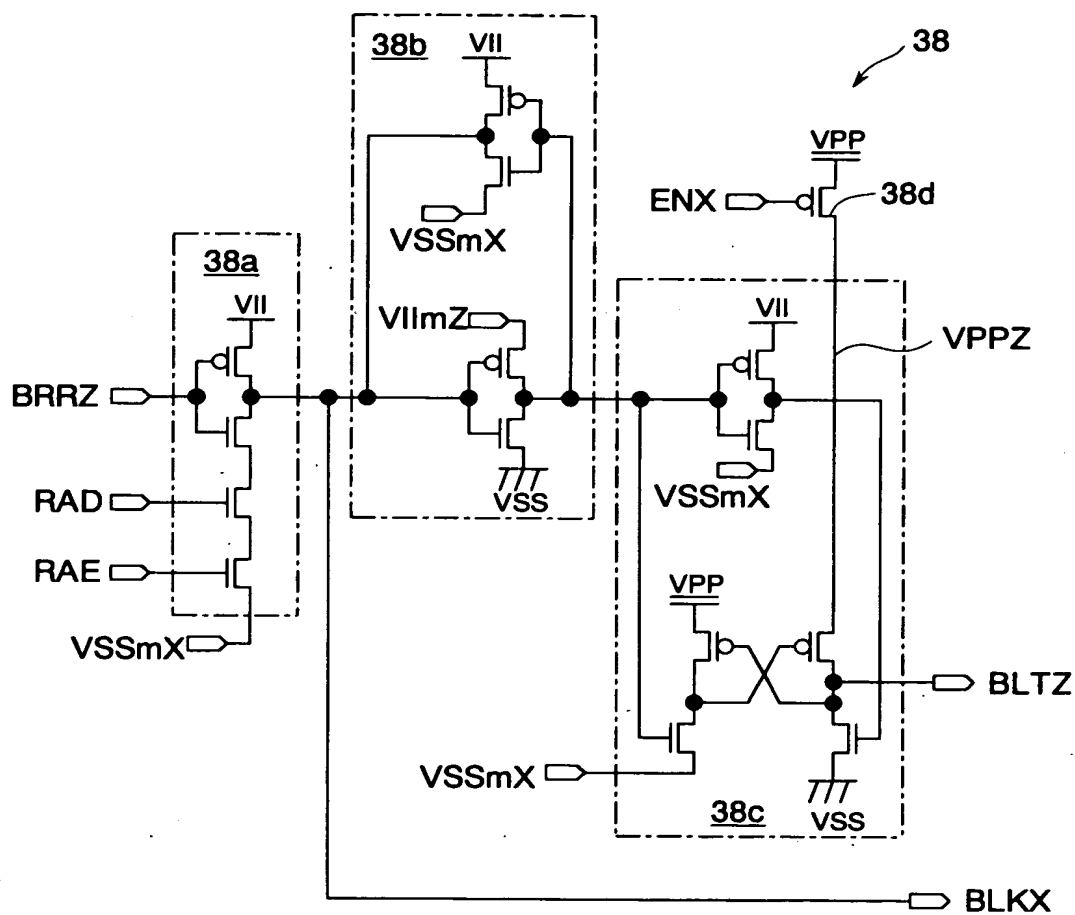 38b
VII
38
VPP
ENX
38d
VSSmX
38a
VII
VIImZ
VII
VPPZ
BRRZ
VSSmX
VSS
RAD
RAE
VPP
VSSmX
BLTZ
VSSmX
38c
VSS
BLKX